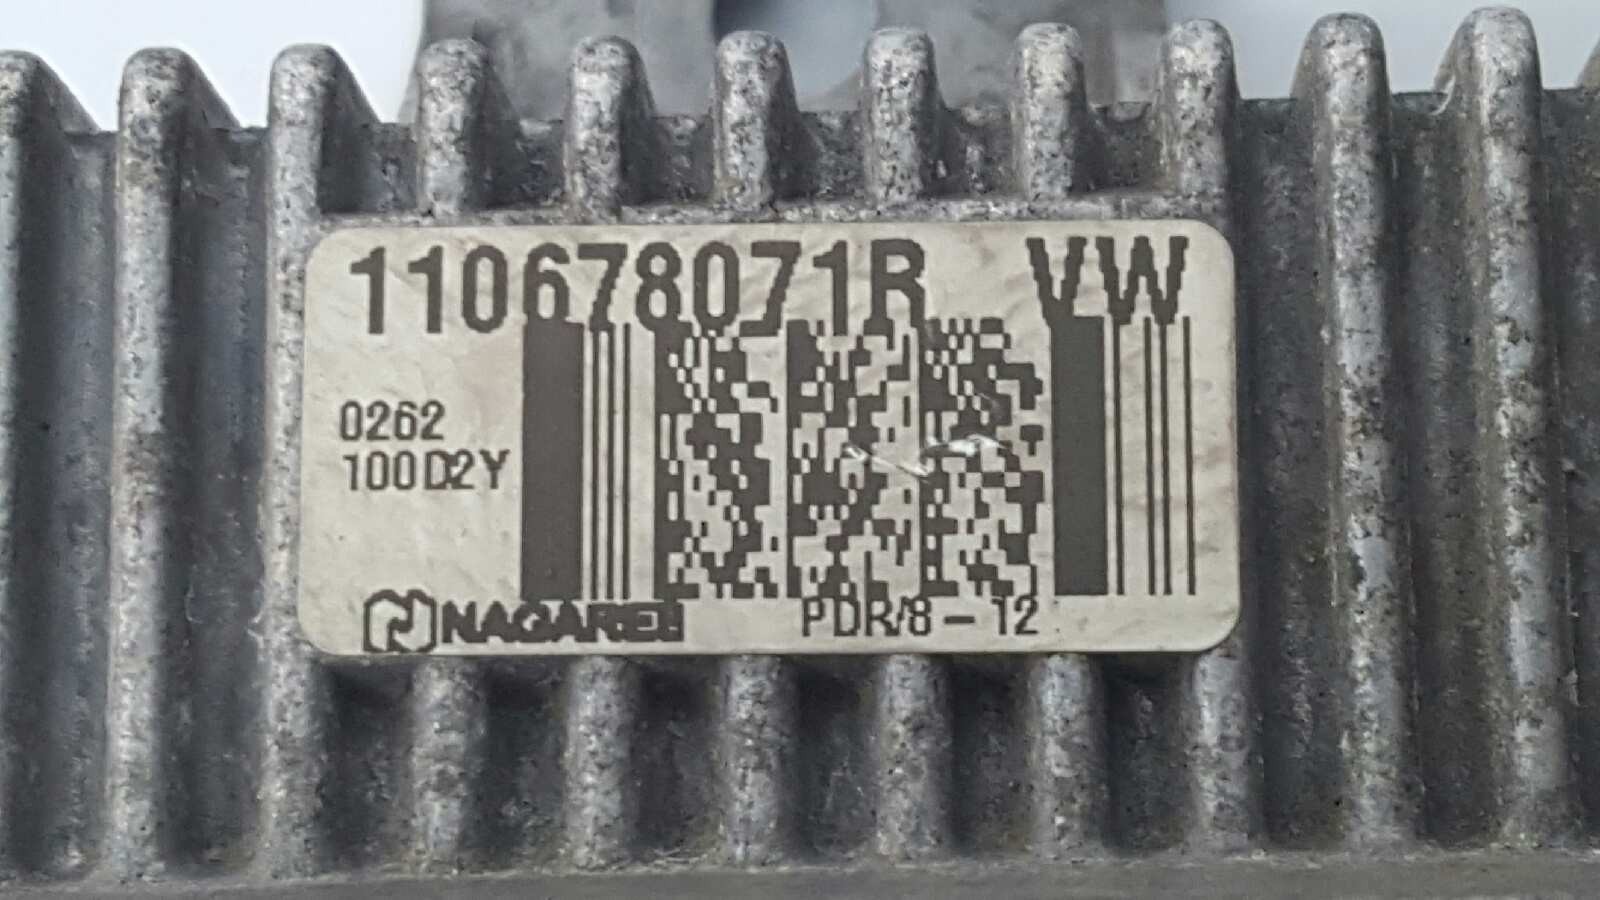 110678071R VW
0262
100D2Y
NAGARES
PDR/8-12